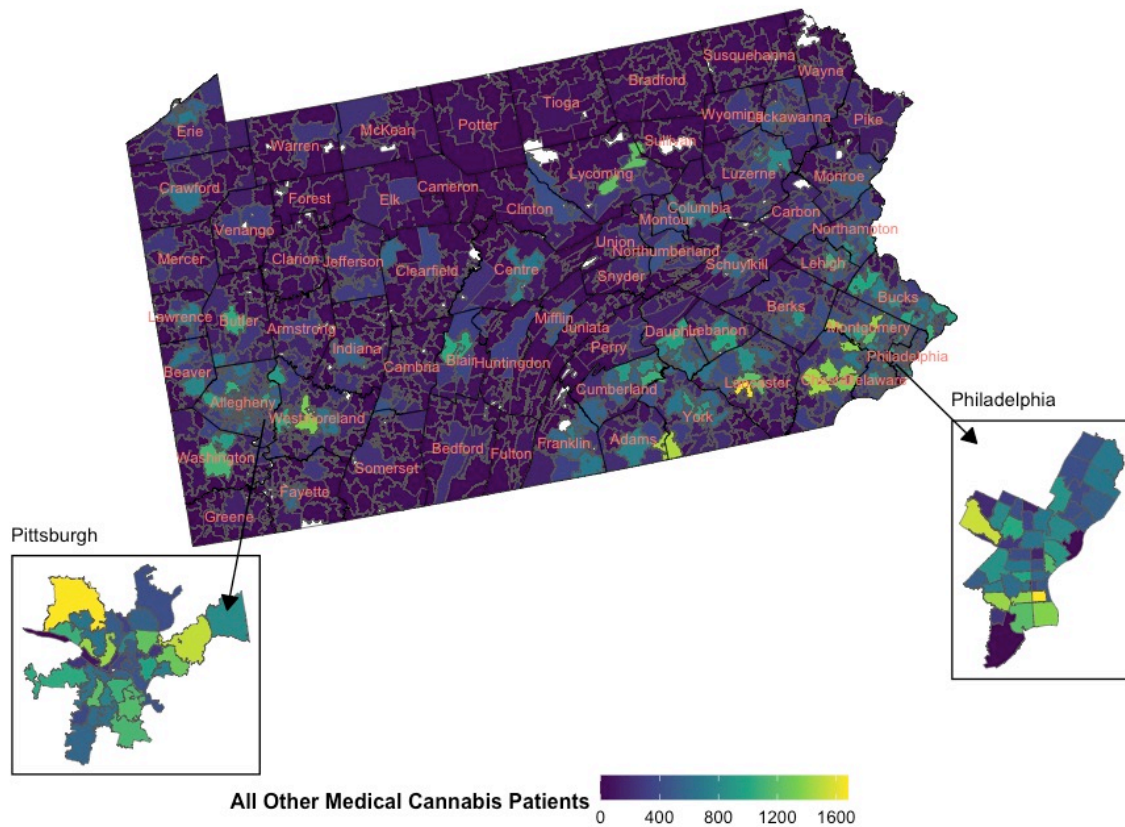 Susquehanna
Bradford
Wayne
Tioga
Potter
McKean
Wyoming
Lackawanna
Pike
Erie
Warren
Sullivan
Lycoming
Luzerne
Monroe
Crawford
Forest
Elk
Cameron
Clinton
Columbia
Montour
Carbon
Venango
Northampton
Union
Northumberland
Mercer
Clarion
Jefferson
Clearfield
Centre
Snyder
Schuylkill
Lehigh
Bucks
Lawrence
Butler
Armstrong
Indiana
Mifflin
Juniata
Dauphin
Lebanon
Berks
Montgomery
Perry
Blair
Huntingdon
Cambria
Philadelphia
Beaver
Allegheny
Cumberland
Lancaster
Chester
Delaware
Westmoreland
York
Washington
Bedford
Fulton
Franklin
Adams
Somerset
Fayette
Greene
Philadelphia
Pittsburgh
All Other Medical Cannabis Patients
0 400 800 1200 1600